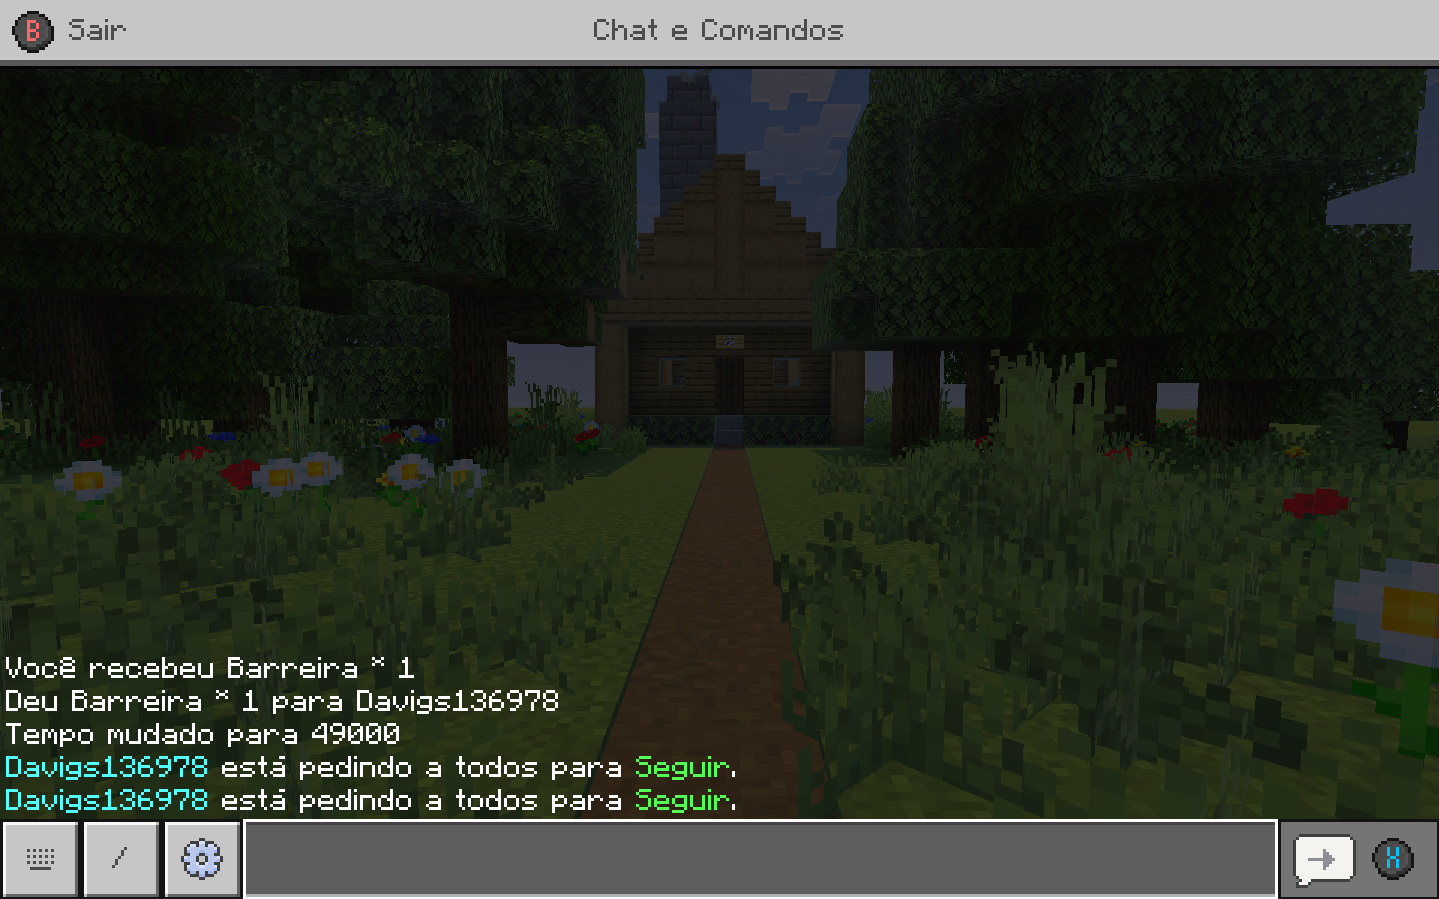 B Sair
Chat e Comandos
Você recebeu Barreira * 1
Deu Barreira * 1 para Davigs136978
Tempo mudado para 49000
Davigs136978 está pedindo a todos para Seguir.
Davigs136978 está pedindo a todos para Seguir.
/
X